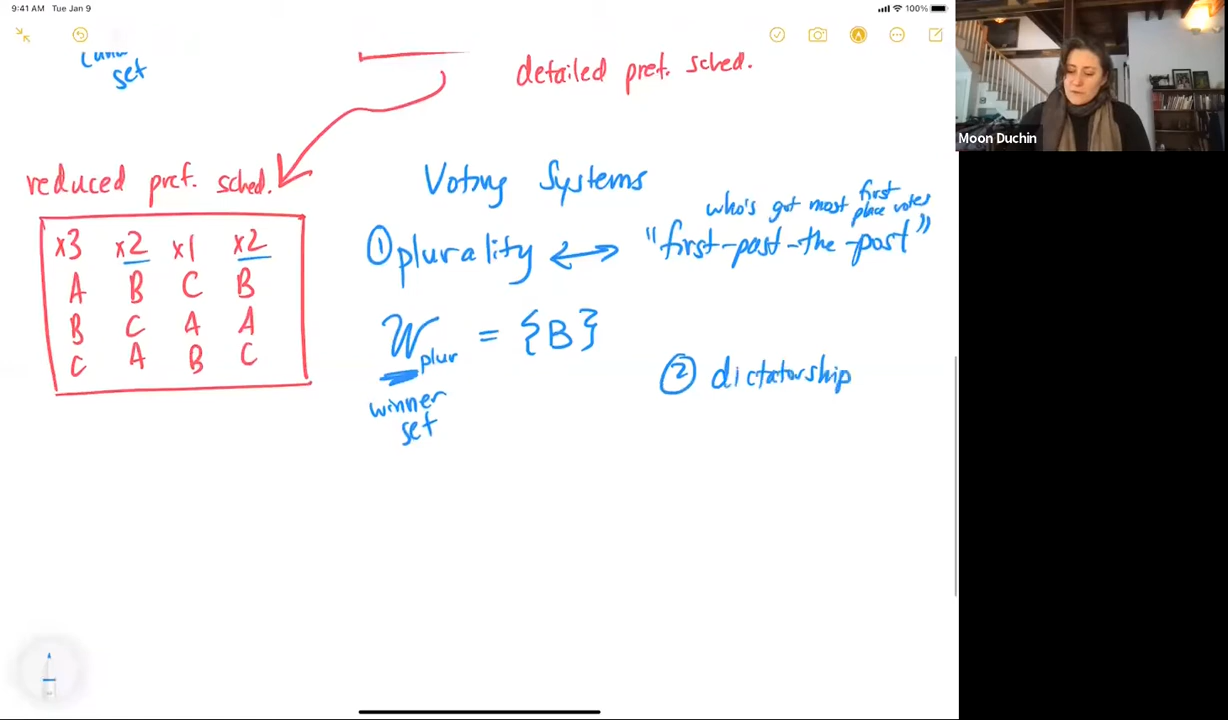 9:41 AM Tue Jan 9
100%
set
detailed pref. sched.
Moon Duchin
reduced pref. sched.
x3 x2 x1 x2
A B C B
B C A A
C A B C
Voting Systems
who's got most first place votes
① plurality ↔ "first-past-the-post"
W plur = {B}
winner
set
② dictatorship